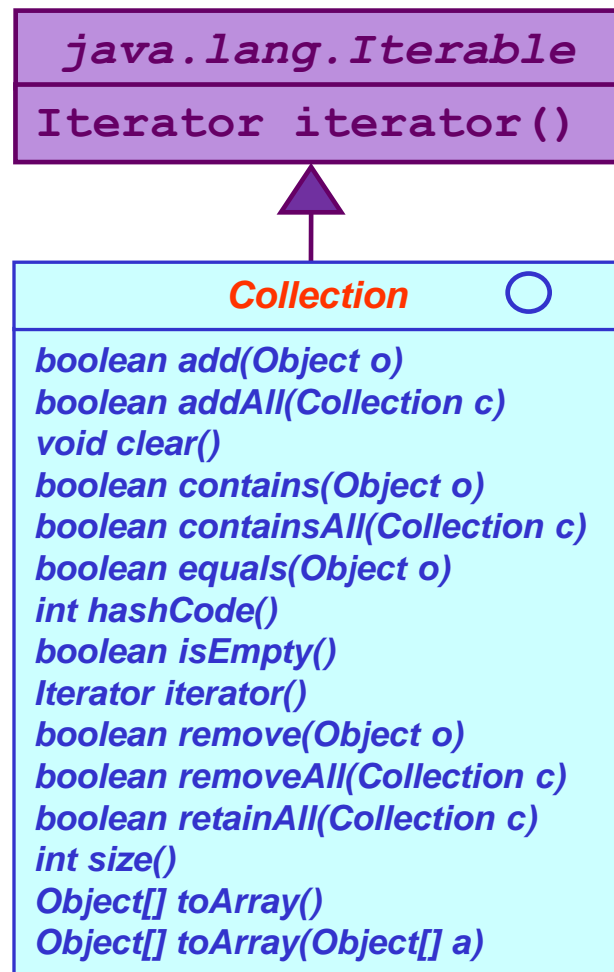 java.lang.Iterable
Iterator iterator()
Collection
boolean add(Object o)
boolean addAll(Collection c)
void clear()
boolean contains(Object o)
boolean containsAll(Collection c)
boolean equals(Object o)
int hashCode()
boolean isEmpty()
Iterator iterator()
boolean remove(Object o)
boolean removeAll(Collection c)
boolean retainAll(Collection c)
int size()
Object[] toArray()
Object[] toArray(Object[] a)